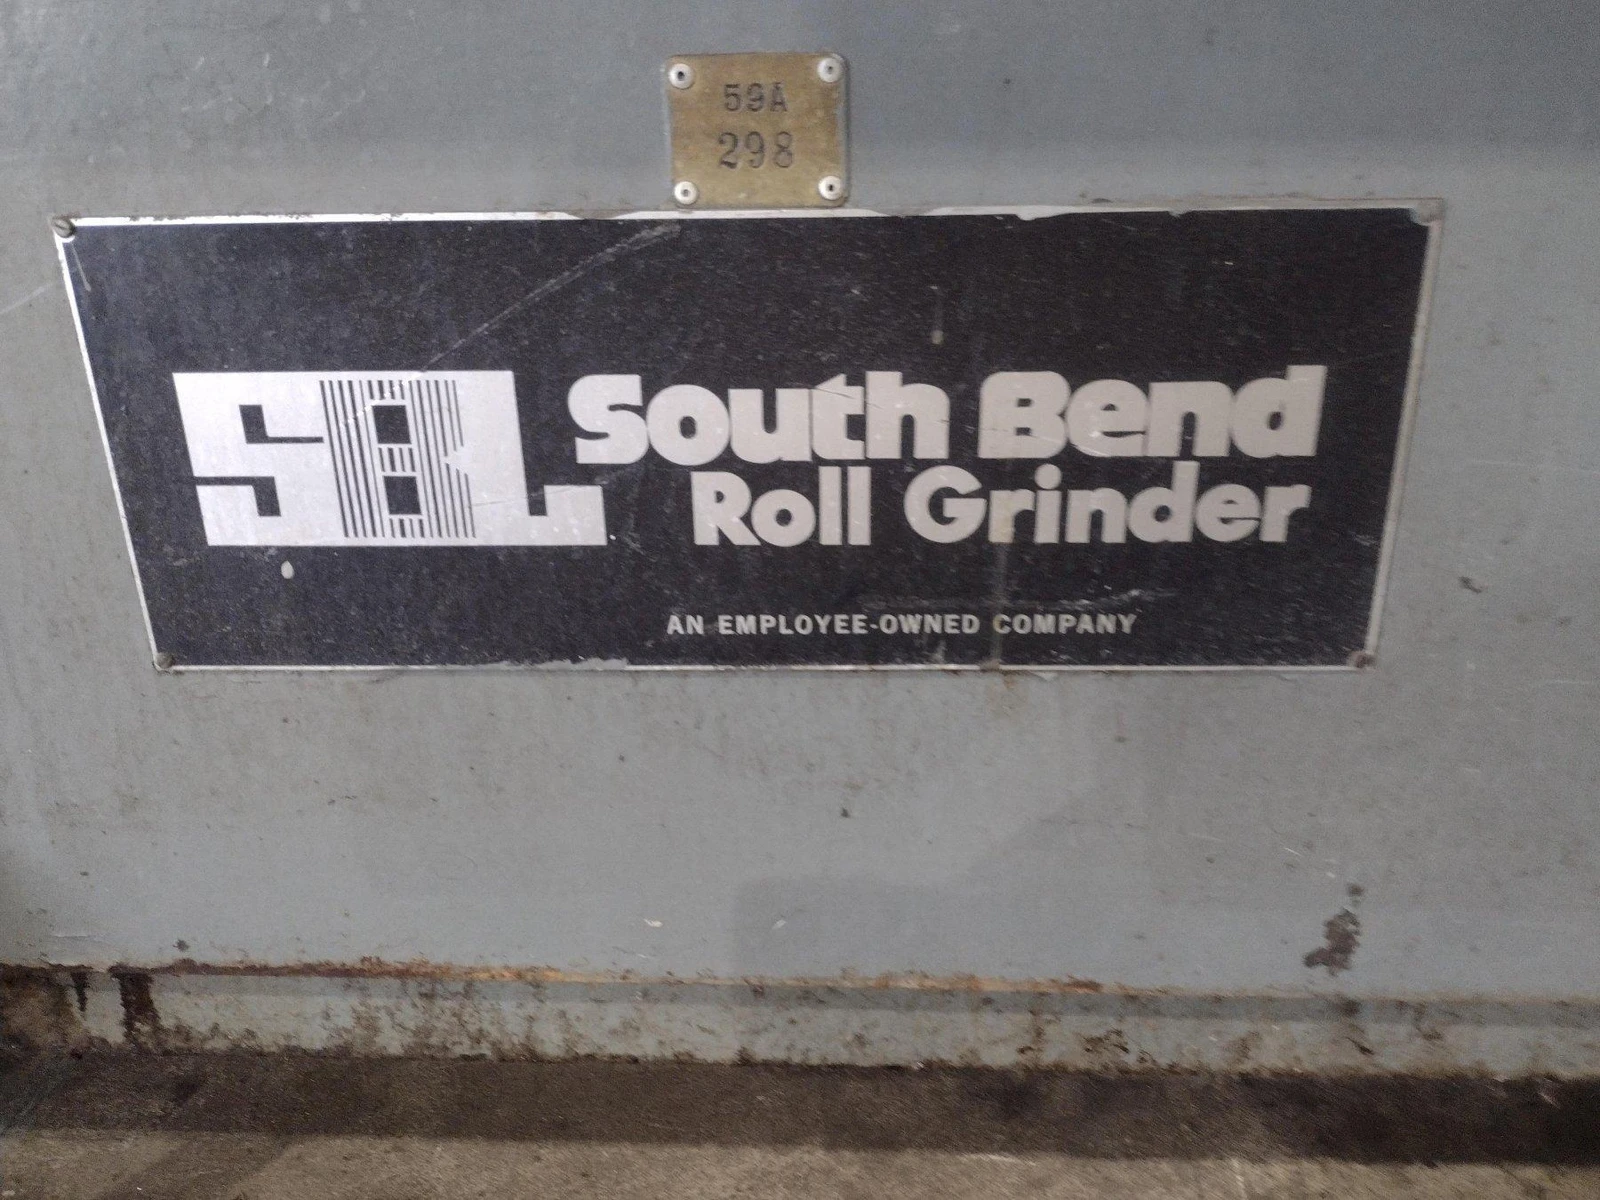 59A
298
SBL South Bend
Roll Grinder
AN EMPLOYEE-OWNED COMPANY